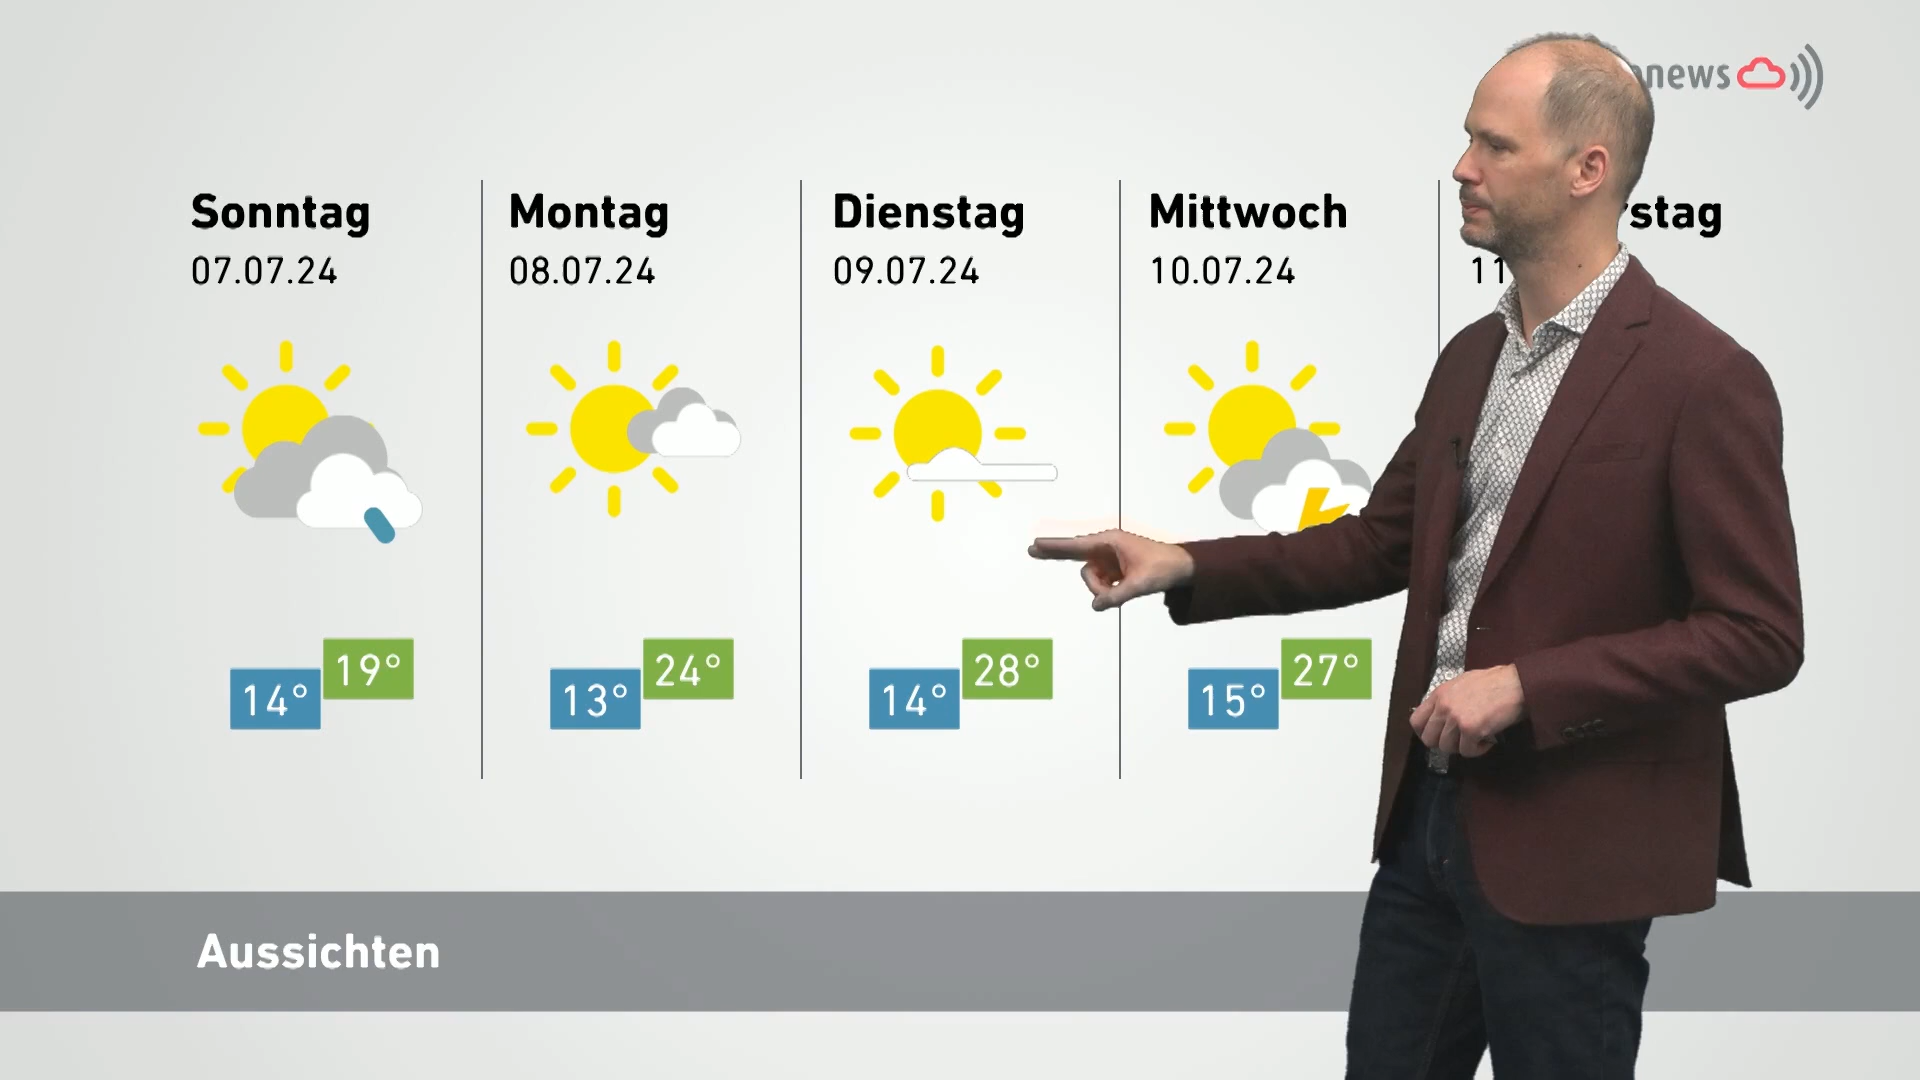 news
Sonntag
07.07.24
Montag
08.07.24
Dienstag
09.07.24
Mittwoch
10.07.24
stag
11
14° 19°
13° 24°
14° 28°
15° 27°
Aussichten